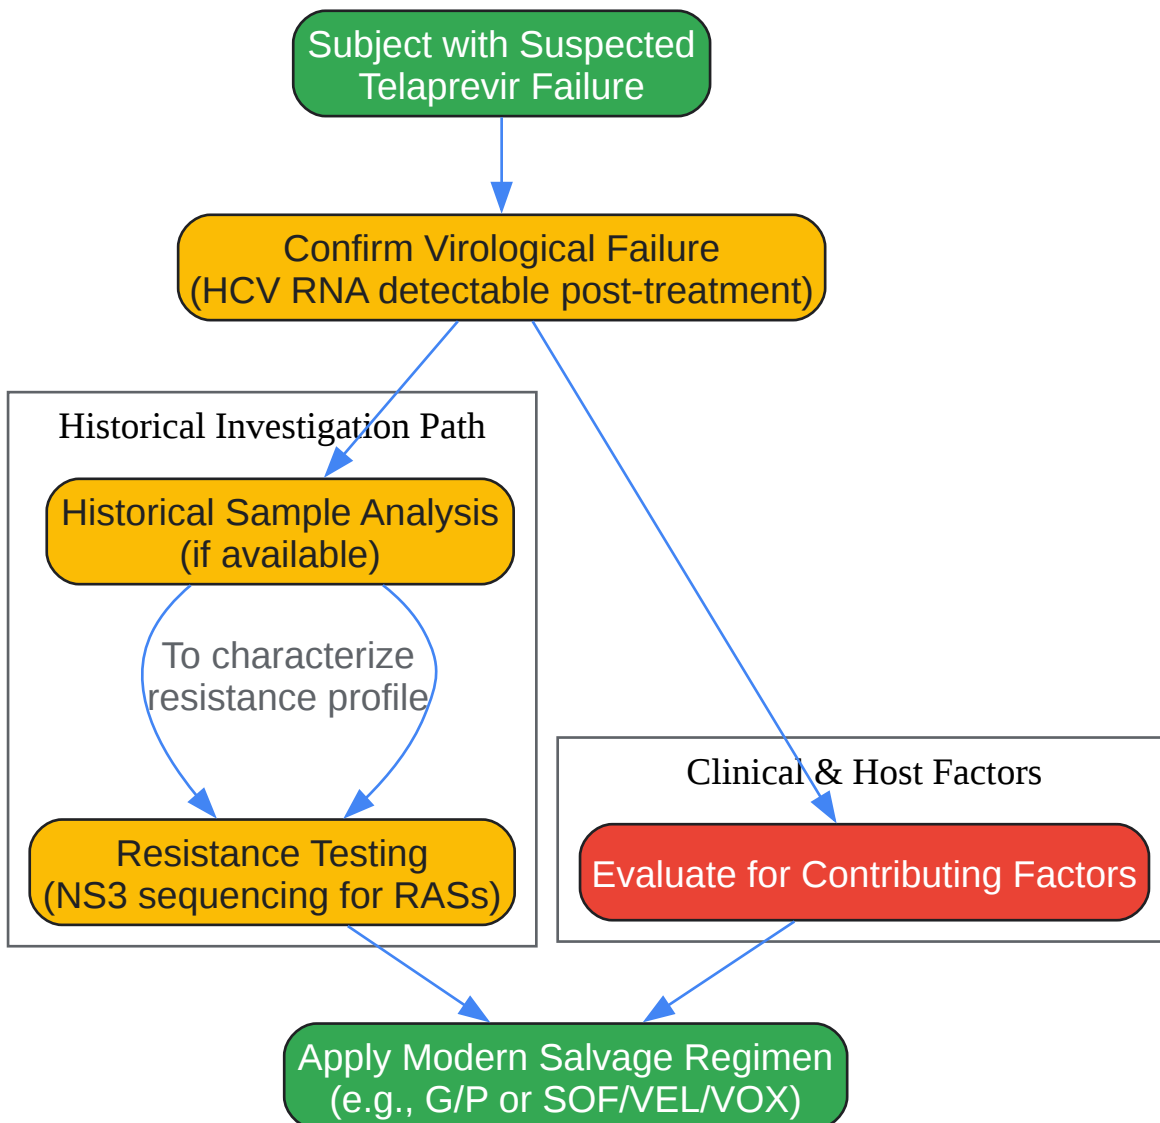 Subject with Suspected
Telaprevir Failure
Confirm Virological Failure
(HCV RNA detectable post-treatment)
Historical Investigation Path
Historical Sample Analysis
(if available)
To characterize
resistance profile
Resistance Testing
(NS3 sequencing for RASs)
Clinical & Host Factors
Evaluate for Contributing Factors
Apply Modern Salvage Regimen
(e.g., G/P or SOF/VEL/VOX)